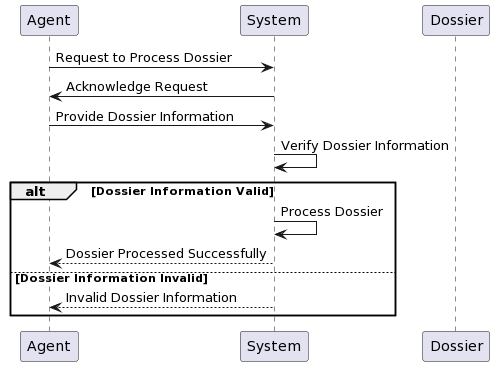 Agent System Dossier
Request to Process Dossier
Acknowledge Request
Provide Dossier Information
Verify Dossier Information
alt [Dossier Information Valid]
Process Dossier
Dossier Processed Successfully
[Dossier Information Invalid]
Invalid Dossier Information
Agent System Dossier